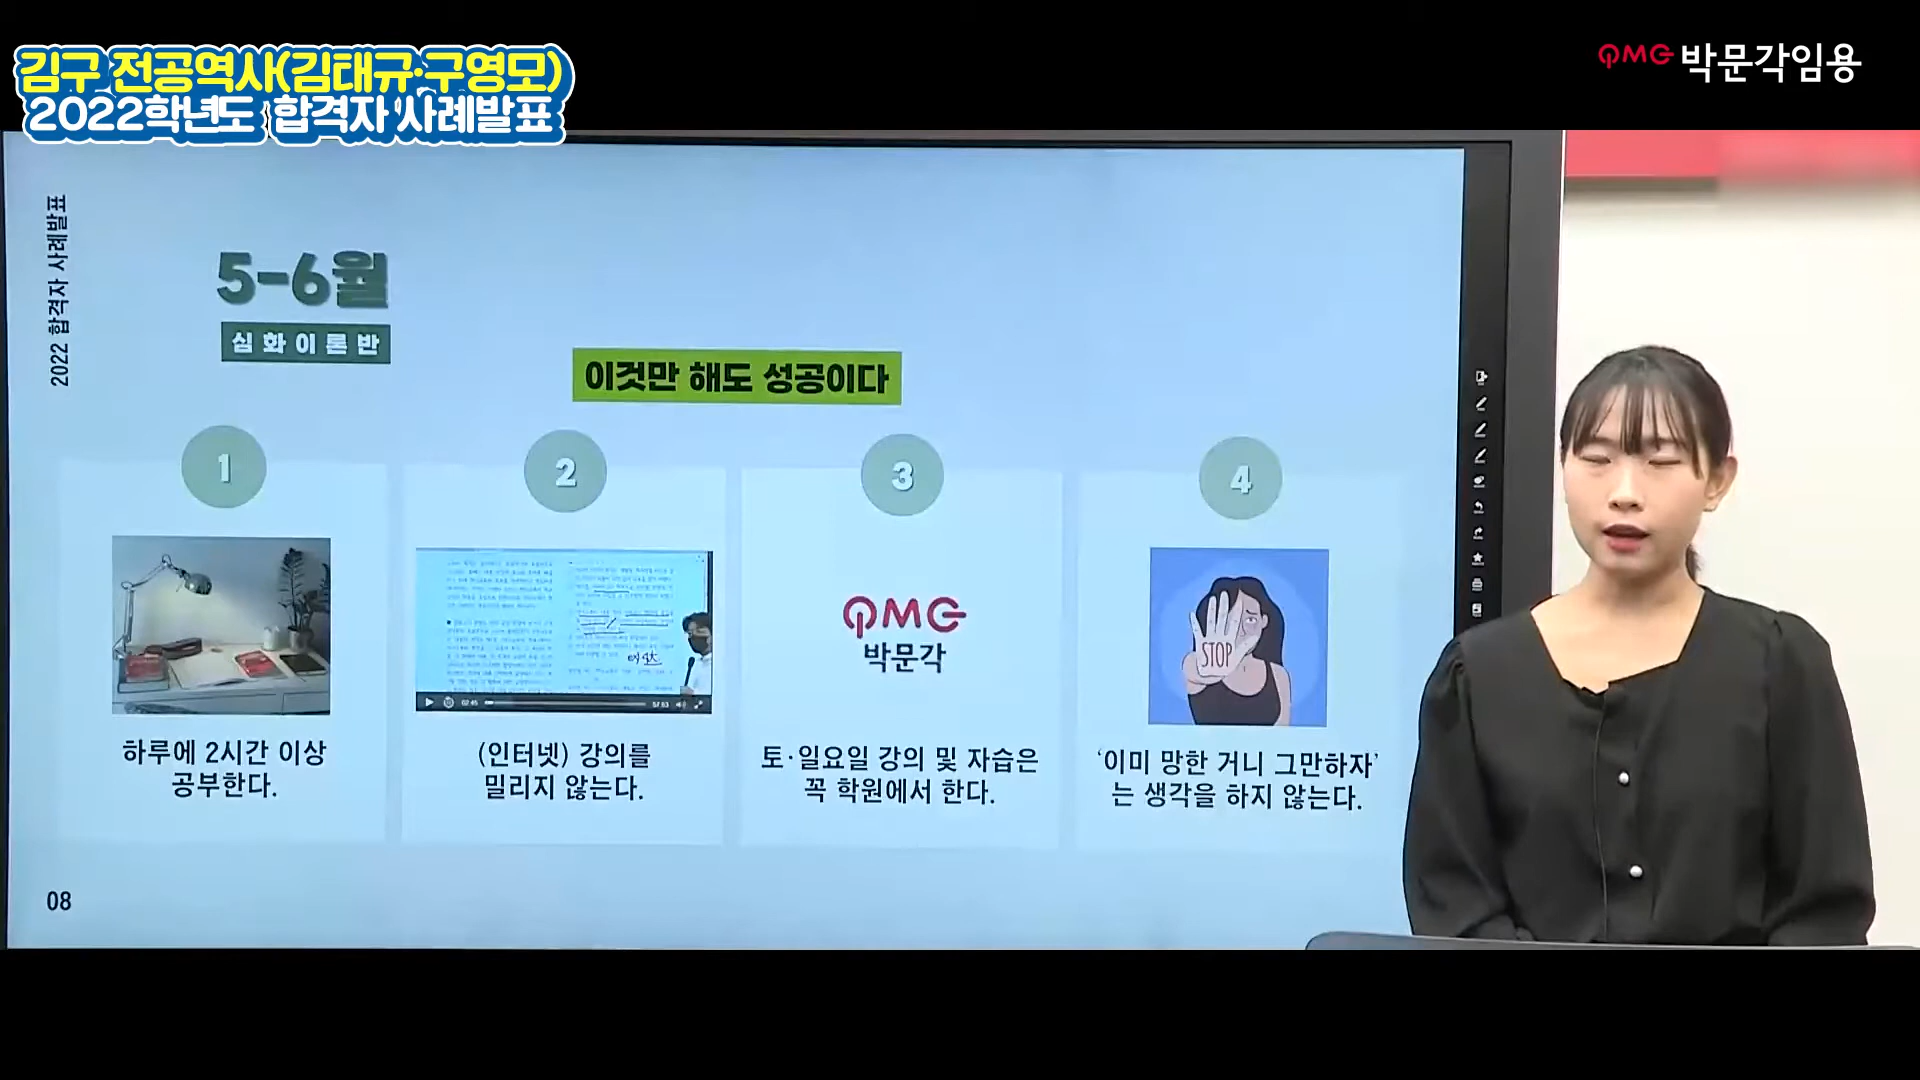 김구 전공역사(김태규·구영모)
2022학년도 합격자 사례발표
QMG 박문각임용
2022 합격자 사례발표
5-6월
심화이론반
이것만 해도 성공이다
1
2
3
4
02:45
57:53
QMG
박문각
STOP
하루에 2시간 이상
공부한다.
(인터넷) 강의를
밀리지 않는다.
토·일요일 강의 및 자습은
꼭 학원에서 한다.
‘이미 망한 거니 그만하자’
는 생각을 하지 않는다.
08